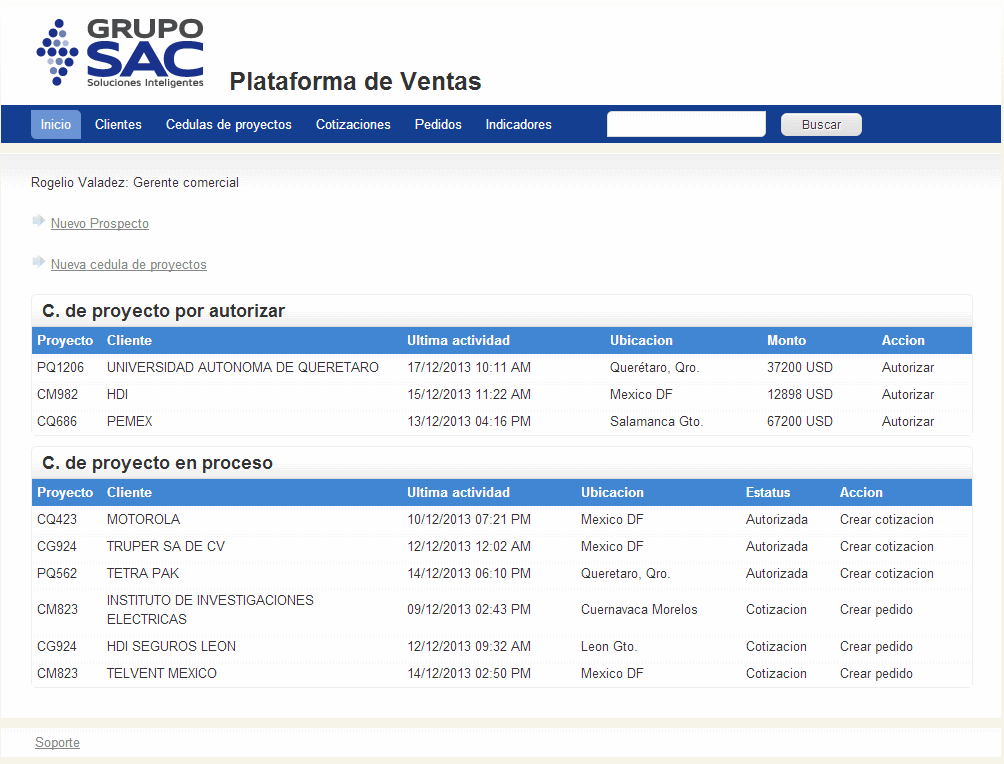 GRUPO
SAC
Soluciones Inteligentes
Plataforma de Ventas
Inicio Clientes Cedulas de proyectos Cotizaciones Pedidos Indicadores Buscar
Rogelio Valadez: Gerente comercial
Nuevo Prospecto
Nueva cedula de proyectos
C. de proyecto por autorizar
Proyecto Cliente Ultima actividad Ubicacion Monto Accion
PQ1206 UNIVERSIDAD AUTONOMA DE QUERETARO 17/12/2013 10:11 AM Querétaro, Qro. 37200 USD Autorizar
CM982 HDI 15/12/2013 11:22 AM Mexico DF 12898 USD Autorizar
CQ686 PEMEX 13/12/2013 04:16 PM Salamanca Gto. 67200 USD Autorizar
C. de proyecto en proceso
Proyecto Cliente Ultima actividad Ubicacion Estatus Accion
CQ423 MOTOROLA 10/12/2013 07:21 PM Mexico DF Autorizada Crear cotizacion
CG924 TRUPER SA DE CV 12/12/2013 12:02 AM Mexico DF Autorizada Crear cotizacion
PQ562 TETRA PAK 14/12/2013 06:10 PM Queretaro, Qro. Autorizada Crear cotizacion
CM823 INSTITUTO DE INVESTIGACIONES
ELECTRICAS 09/12/2013 02:43 PM Cuernavaca Morelos Cotizacion Crear pedido
CG924 HDI SEGUROS LEON 12/12/2013 09:32 AM Leon Gto. Cotizacion Crear pedido
CM823 TELVENT MEXICO 14/12/2013 02:50 PM Mexico DF Cotizacion Crear pedido
Soporte